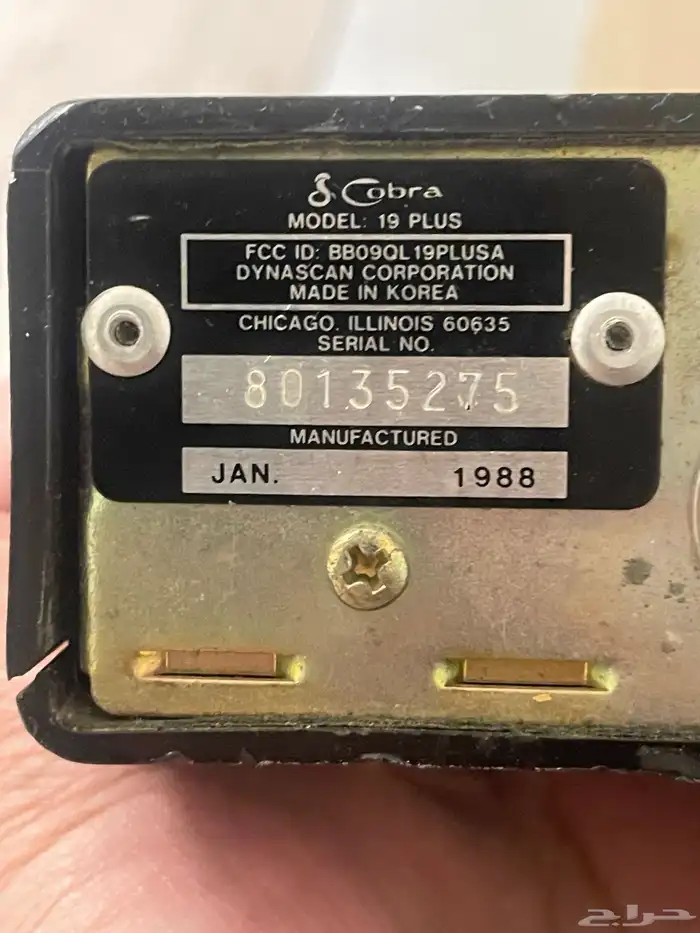 Cobra
MODEL: 19 PLUS
FCC ID: BBO9QL19PLUSA
DYNASCAN CORPORATION
MADE IN KOREA
CHICAGO, ILLINOIS 60635
SERIAL NO.
80135275
MANUFACTURED
JAN. 1988
حراج